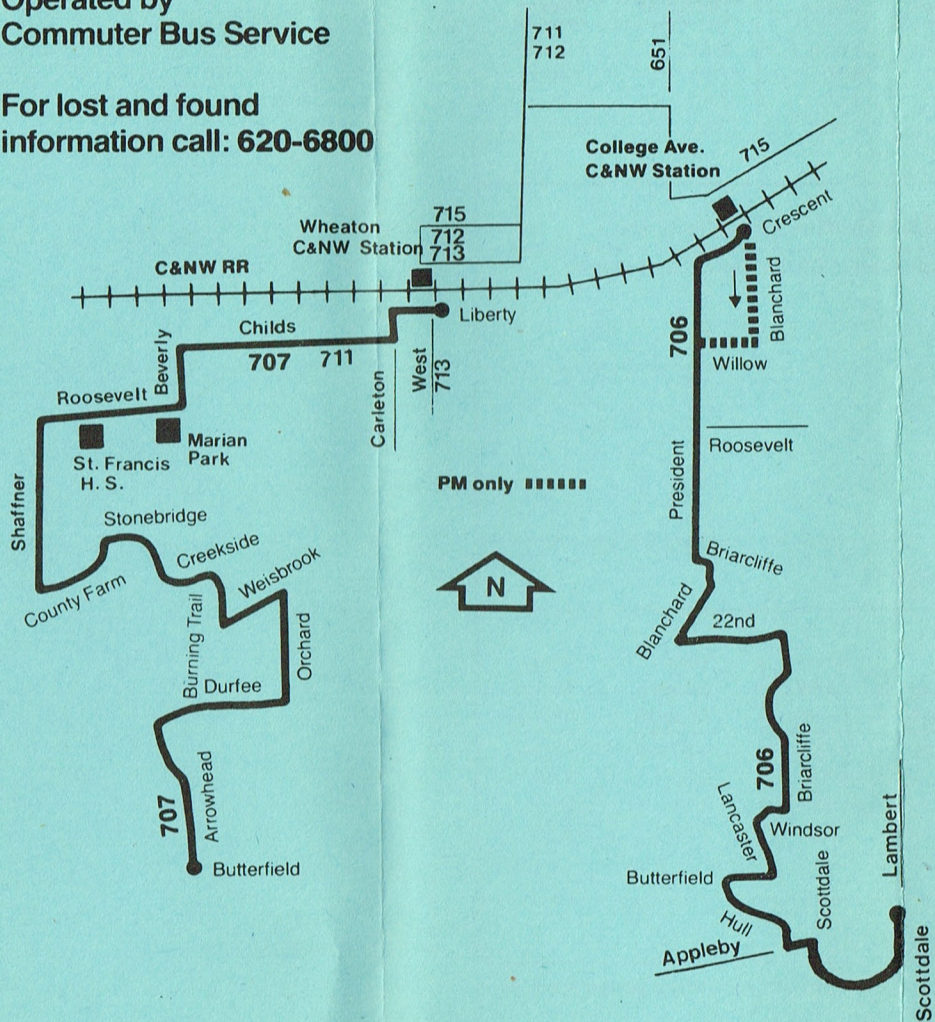 Operated by
Commuter Bus Service
For lost and found
information call: 620-6800
711
712
651
College Ave.
C&NW Station
715
Crescent
Wheaton
C&NW Station
715
712
713
C&NW RR
Liberty
Childs
707 711
Beverly
Roosevelt
Carleton
West
713
706
Blanchard
Willow
Roosevelt
St. Francis
H. S.
Marian
Park
PM only
President
Shaffner
Stonebridge
Creekside
Weisbrook
County Farm
Burning Trail
Orchard
Durfee
N
Briarcliffe
Blanchard
22nd
707
Arrowhead
Butterfield
706
Briarcliffe
Lancaster
Windsor
Butterfield
Scottdale
Lambert
Hull
Appleby
Scottdale